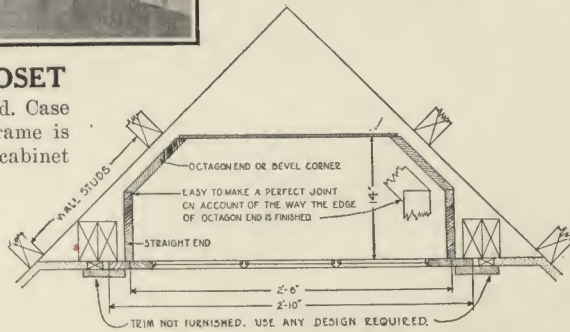 OSET
d. Case
rame is
cabinet
WALL STUDS
OCTAGON END OR BEVEL CORNER
EASY TO MAKE A PERFECT JOINT
ON ACCOUNT OF THE WAY THE EDGE
OF OCTAGON END IS FINISHED
STRAIGHT END
14"
2'-8"
2'-10"
TRIM NOT FURNISHED. USE ANY DESIGN REQUIRED.